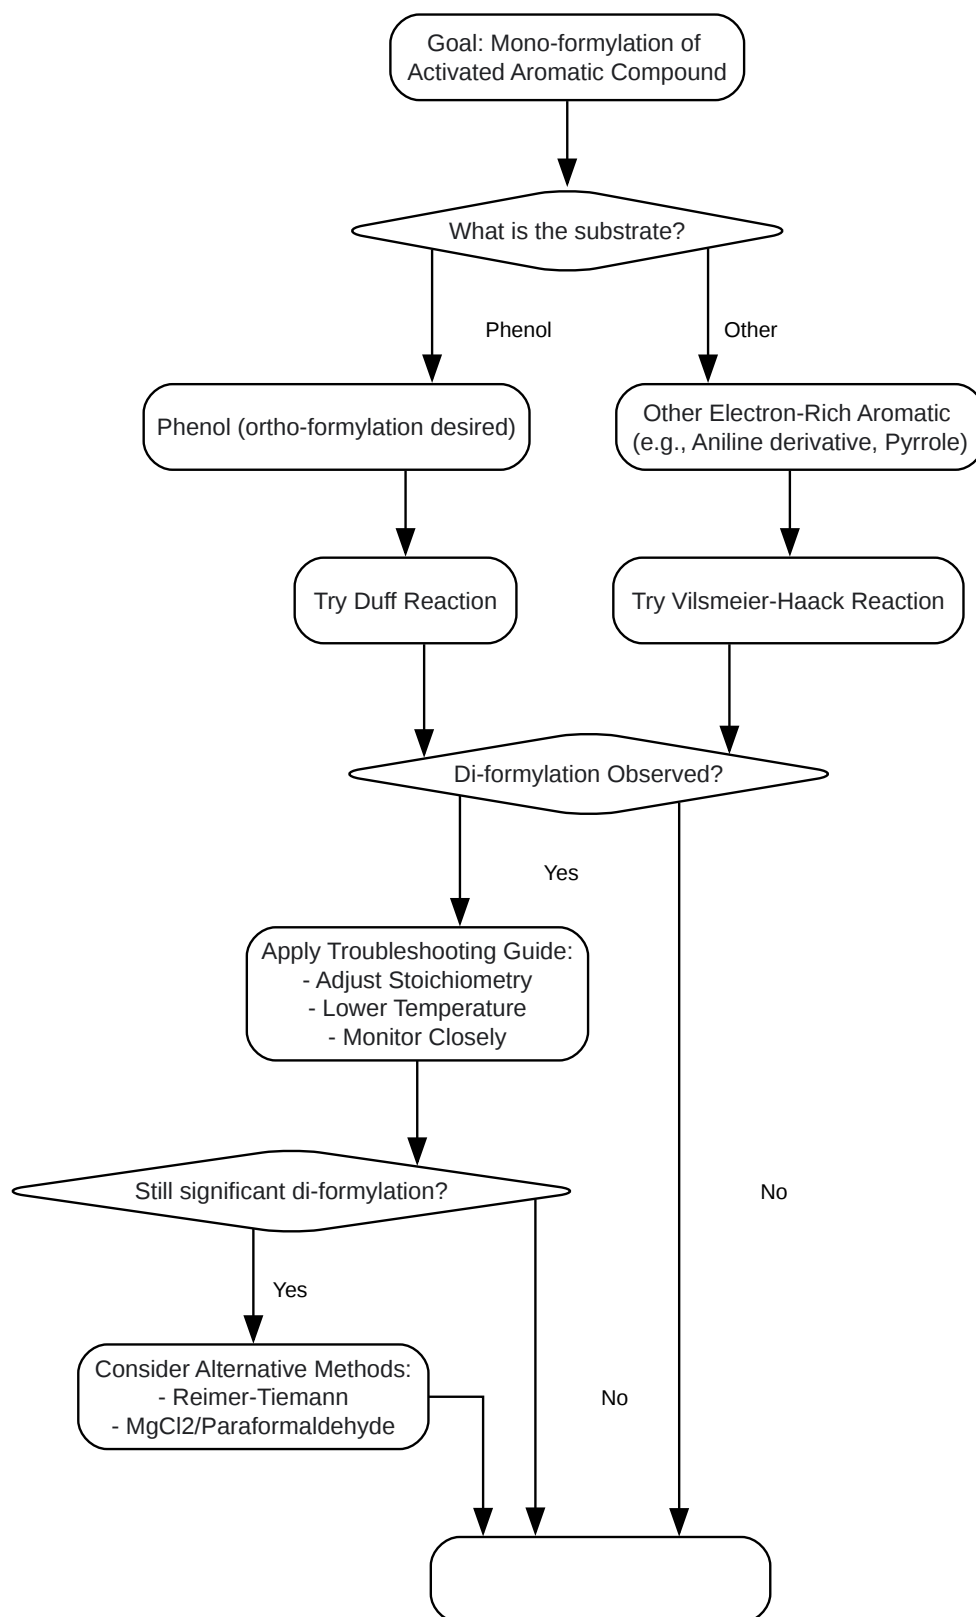 Goal: Mono-formylation of
Activated Aromatic Compound
What is the substrate?
Phenol
Other
Phenol (ortho-formylation desired)
Other Electron-Rich Aromatic
(e.g., Aniline derivative, Pyrrole)
Try Duff Reaction
Try Vilsmeier-Haack Reaction
Di-formylation Observed?
Yes
Apply Troubleshooting Guide:
- Adjust Stoichiometry
- Lower Temperature
- Monitor Closely
Still significant di-formylation?
No
Yes
Consider Alternative Methods:
- Reimer-Tiemann
- MgCl2/Paraformaldehyde
No